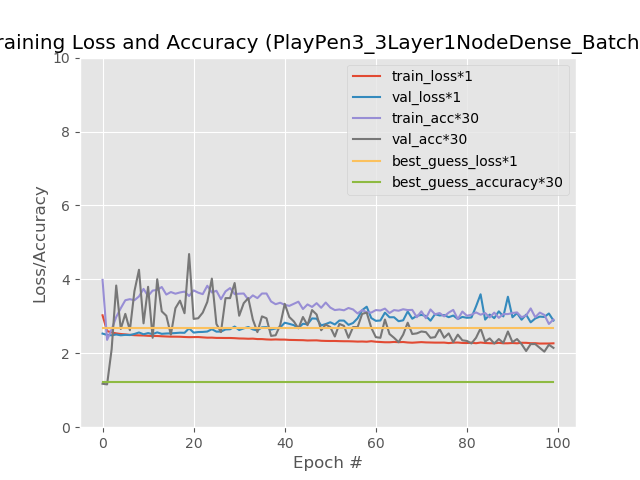 raining Loss and Accuracy (PlayPen3_3Layer1NodeDense_Batch
10
8
6
4
2
0
Loss/Accuracy
train_loss*1
val_loss*1
train_acc*30
val_acc*30
best_guess_loss*1
best_guess_accuracy*30
0
20
40
60
80
100
Epoch #